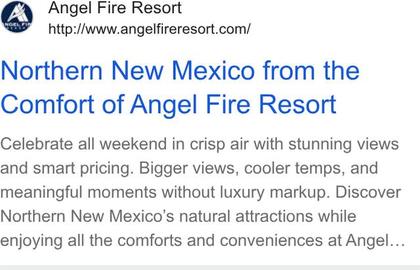 Angel Fire Resort
http://www.angelfireresort.com/
Northern New Mexico from the
Comfort of Angel Fire Resort
Celebrate all weekend in crisp air with stunning views
and smart pricing. Bigger views, cooler temps, and
meaningful moments without luxury markup. Discover
Northern New Mexico’s natural attractions while
enjoying all the comforts and conveniences at Angel…